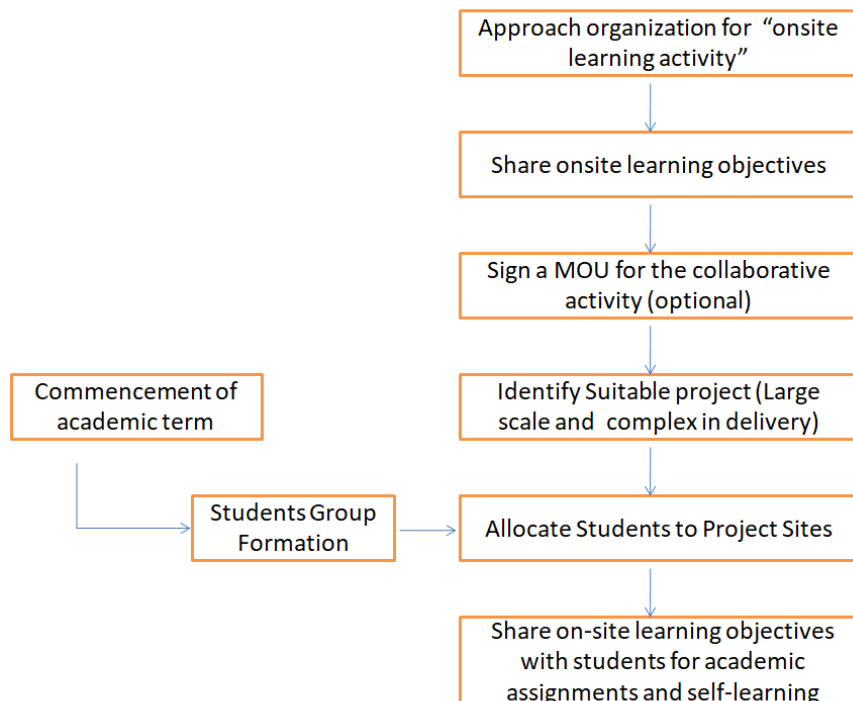 Approach organization for “onsite
learning activity”
Share onsite learning objectives
Sign a MOU for the collaborative
activity (optional)
Commencement of
academic term
Identify Suitable project (Large
scale and complex in delivery)
Students Group
Formation
Allocate Students to Project Sites
Share on-site learning objectives
with students for academic
assignments and self-learning